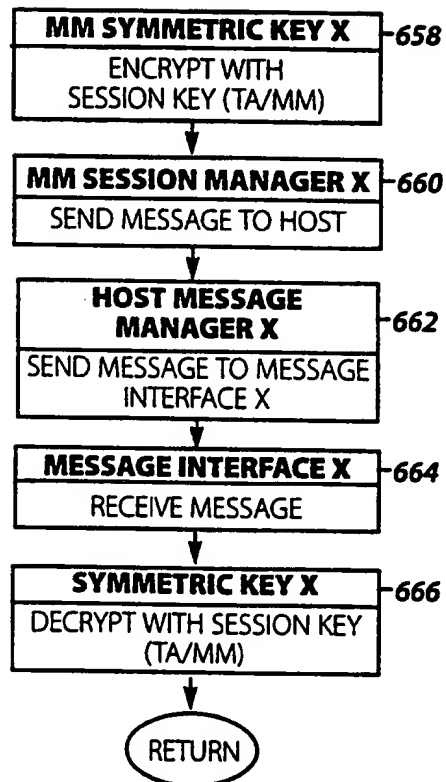 MM SYMMETRIC KEY X
658
ENCRYPT WITH
SESSION KEY (TA/MM)
MM SESSION MANAGER X
660
SEND MESSAGE TO HOST
HOST MESSAGE
MANAGER X
662
SEND MESSAGE TO MESSAGE
INTERFACE X
MESSAGE INTERFACE X
664
RECEIVE MESSAGE
SYMMETRIC KEY X
666
DECRYPT WITH SESSION KEY
(TA/MM)
RETURN